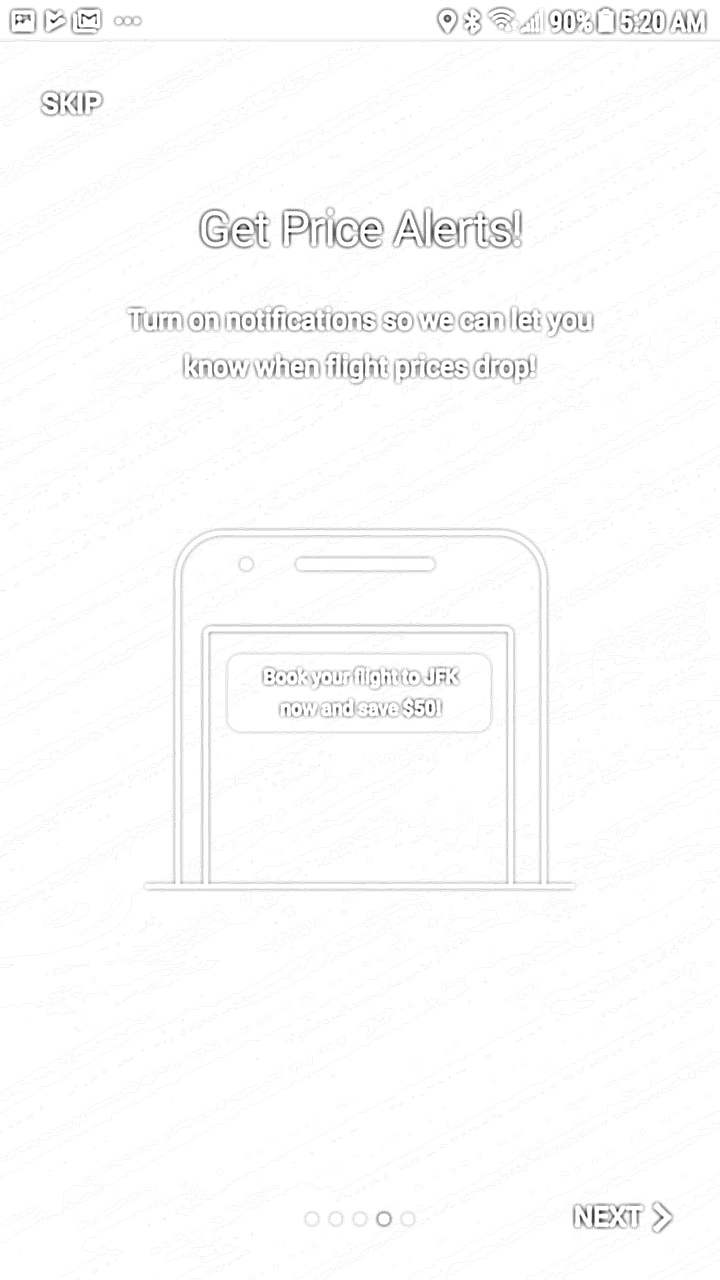 90% 5:20 AM
SKIP
Get Price Alerts!
Turn on notifications so we can let you
know when flight prices drop!
Book your flight to JFK
now and save $50!
NEXT